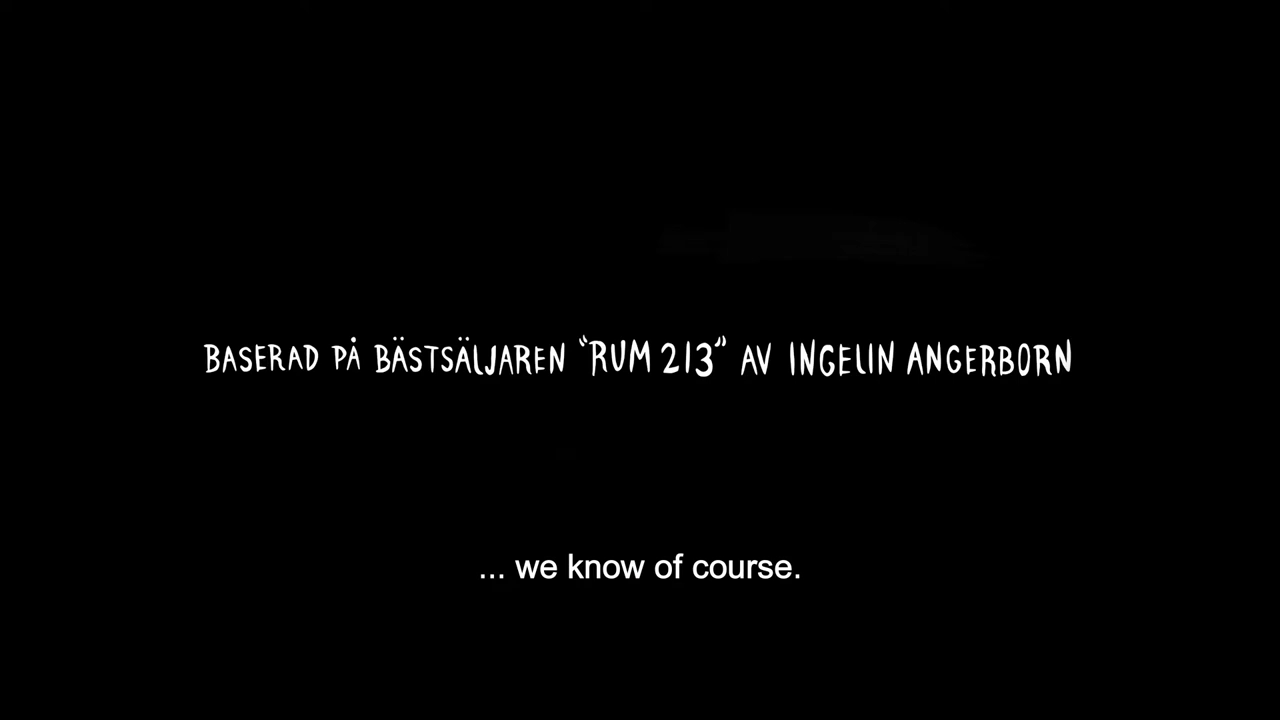 BASERAD PÅ BÄSTSÄLJAREN “RUM 213” AV INGELIN ANGERBORN
... we know of course.